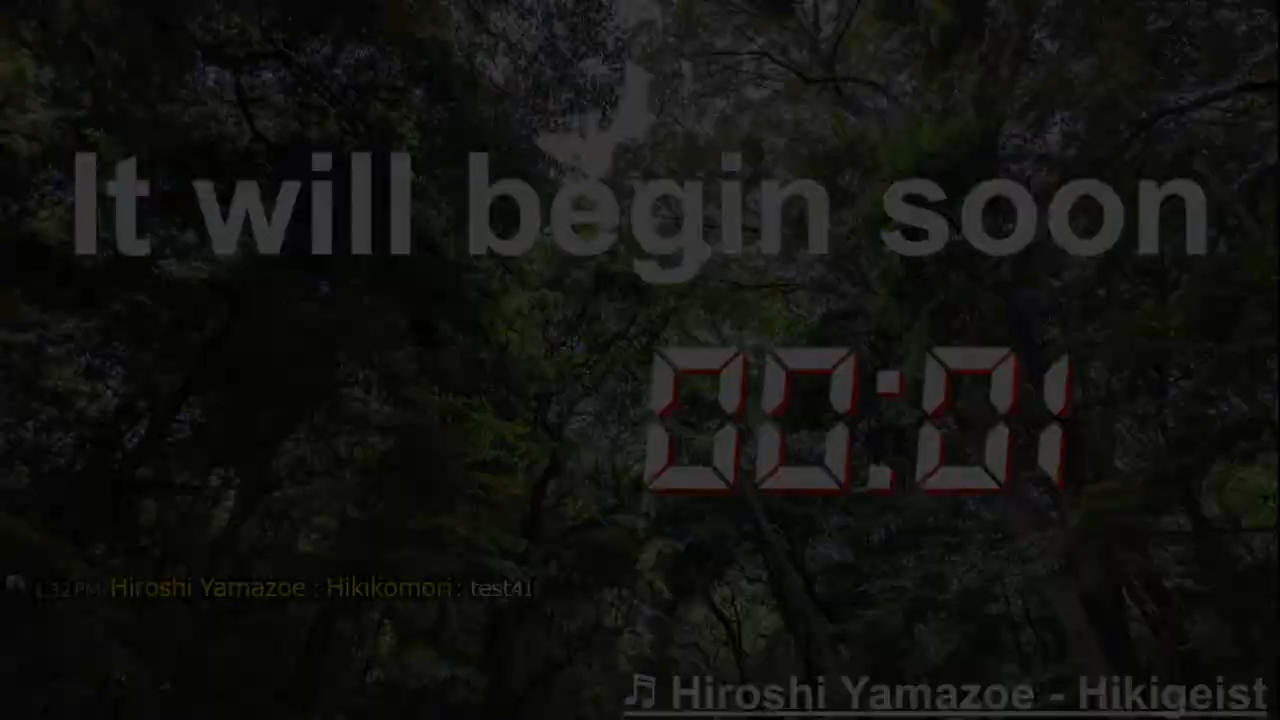 It will begin soon
00:01
1:32 PM Hiroshi Yamazoe : Hikikomori : test41
♬ Hiroshi Yamazoe - Hikigeist